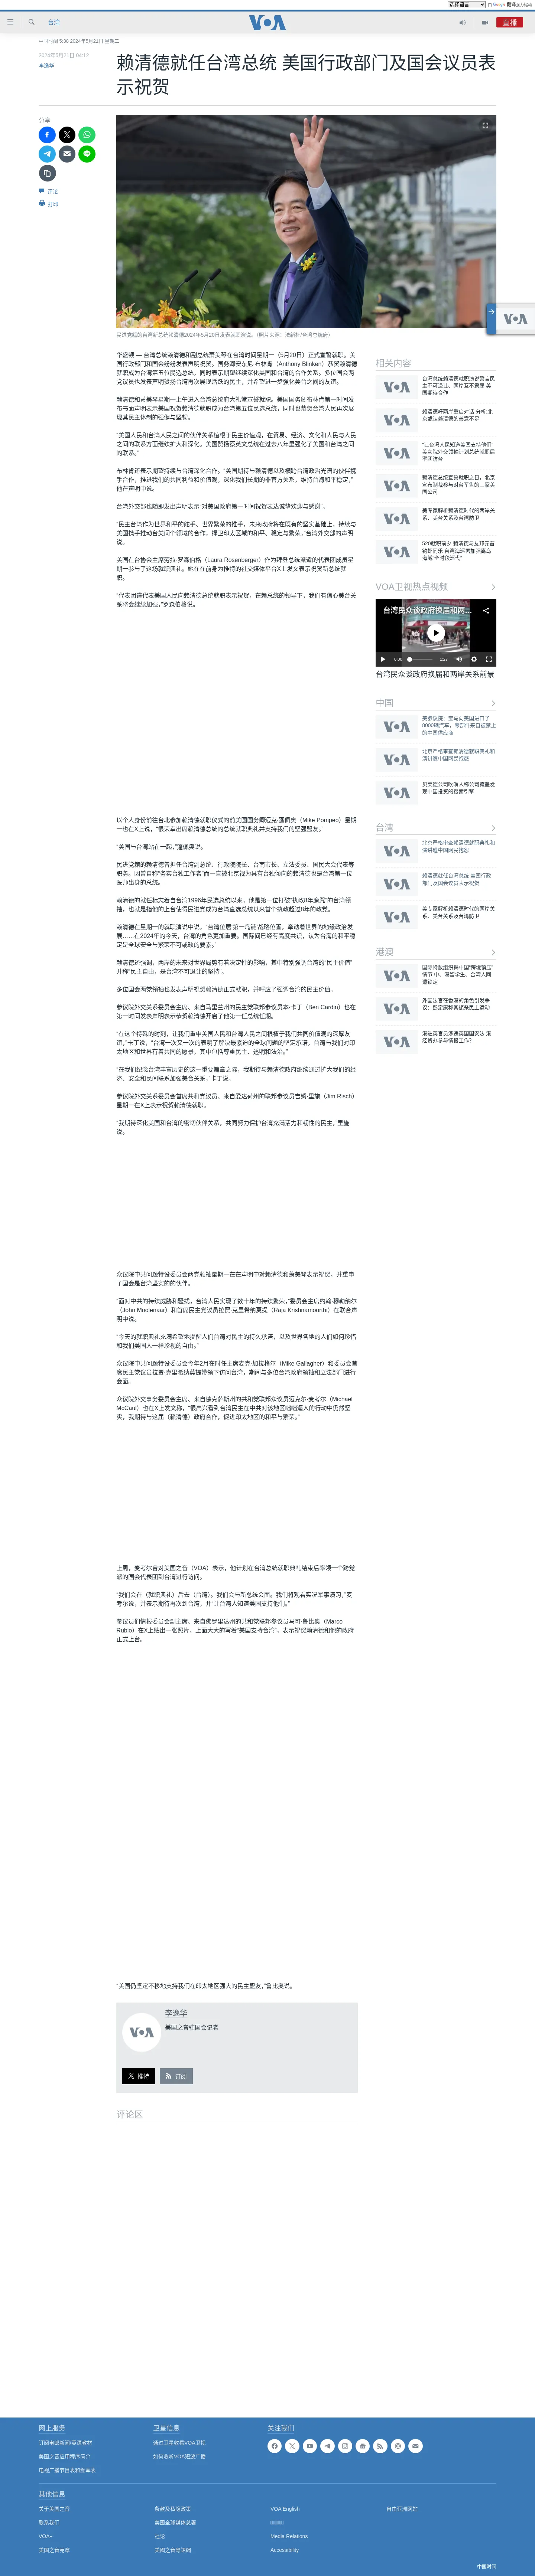 选择语言 由 Google 翻译强力驱动
台湾
VOA
直播
中国时间 5:38 2024年5月21日 星期二
2024年5月21日 04:12
李逸华
赖清德就任台湾总统 美国行政部门及国会议员表
示祝贺
分享
评论
打印
民进党籍的台湾新总统赖清德2024年5月20日发表就职演说。（照片来源：法新社/台湾总统府）
华盛顿 — 台湾总统赖清德和副总统萧美琴在台湾时间星期一（5月20日）正式宣誓就职。美
国行政部门和国会纷纷发表声明祝贺。国务卿安东尼·布林肯（Anthony Blinken）恭贺赖清德
就职成为台湾第五位民选总统，同时表示期望继续深化与台湾的关系与合作。多位国会两
党议员也发表声明赞扬台湾再次展现活跃的民主，并希望进一步强化美台之间的友谊。
赖清德和萧美琴星期一上午进入台湾总统府大礼堂宣誓就职。美国国务卿布林肯第一时间发
布书面声明表示美国祝贺赖清德就职成为台湾第五位民选总统，同时也恭贺台湾人民再次展
现其民主体制的强健与坚韧。
“美国人民和台湾人民之间的伙伴关系植根于民主价值观，在贸易、经济、文化和人民与人民之
间的联系等多方面继续扩大和深化。美国赞扬蔡英文总统在过去八年里强化了美国和台湾之间
的联系。”
布林肯还表示期望持续与台湾深化合作。“美国期待与赖清德以及横跨台湾政治光谱的伙伴携
手合作，推进我们的共同利益和价值观，深化我们长期的非官方关系，维持台海和平稳定，”
他在声明中说。
台湾外交部也随即发出声明表示“对美国政府第一时间祝贺表达诚挚欢迎与感谢”。
“民主台湾作为世界和平的舵手、世界繁荣的推手，未来政府将在既有的坚实基础上，持续与
美国携手推动台美关系稳健向前，捍卫印太区域的和平、稳定与繁荣，”台湾外交部的声明
说。
美国在台协会主席劳拉·罗森伯格（Laura Rosenberger）作为拜登总统派遣的代表团成员星
期一参与了这场就职典礼。她在在前身为推特的社交媒体平台X上发文表示祝贺新总统就
职。
“代表团谨代表美国人民向赖清德总统就职表示祝贺，在赖总统的领导下，我们有信心美台关
系将会继续加强，”罗森伯格说。
以个人身份前往台北参加赖清德就职仪式的前美国国务卿迈克·蓬佩奥（Mike Pompeo）星期
一也在X上说，“很荣幸出席赖清德总统的总统就职典礼并支持我们的坚强盟友。”
“美国与台湾站在一起，”蓬佩奥说。
民进党籍的赖清德曾担任台湾副总统、行政院院长、台南市长、立法委员、国民大会代表等
职务。因曾自称“务实台独工作者”而一直被北京视为具有台独倾向的赖清德也是台湾第一位
医师出身的总统。
赖清德的就任标志着自台湾1996年民选总统以来，他是第一位打破“执政8年魔咒”的台湾领
袖，也就是指他的上台使得民进党成为台湾直选总统以来首个执政超过8年的政党。
赖清德在星期一的就职演说中说，“台湾位居‘第一岛链’战略位置，牵动着世界的地缘政治发
展……在2024年的今天，台湾的角色更加重要。国际间已经有高度共识，认为台海的和平稳
定是全球安全与繁荣不可或缺的要素。”
赖清德还强调，两岸的未来对世界局势有着决定性的影响，其中特别强调台湾的“民主价值”
并称“民主自由，是台湾不可退让的坚持”。
多位国会两党领袖也发表声明祝贺赖清德正式就职，并呼应了强调台湾的民主价值。
参议院外交关系委员会主席、来自马里兰州的民主党联邦参议员本·卡丁（Ben Cardin）也在
第一时间发表声明表示恭赞赖清德开启了他第一任总统任期。
“在这个特殊的时刻，让我们重申美国人民和台湾人民之间根植于我们共同价值观的深厚友
谊，”卡丁说，“台湾一次又一次的表明了解决最紧迫的全球问题的坚定承诺，台湾与我们对印
太地区和世界有着共同的愿景，其中包括尊重民主、透明和法治。”
“在我们纪念台湾丰富历史的这一重要篇章之际，我期待与赖清德政府继续通过扩大我们的经
济、安全和民间联系加强美台关系，”卡丁说。
参议院外交关系委员会首席共和党议员、来自爱达荷州的联邦参议员吉姆·里施（Jim Risch）
星期一在X上表示祝贺赖清德就职。
“我期待深化美国和台湾的密切伙伴关系，共同努力保护台湾充满活力和韧性的民主，”里施
说。
众议院中共问题特设委员会两党领袖星期一在在声明中对赖清德和萧美琴表示祝贺，并重申
了国会是台湾坚实的的伙伴。
“面对中共的持续威胁和骚扰，台湾人民实现了数十年的持续繁荣，”委员会主席约翰·穆勒纳尔
（John Moolenaar）和首席民主党议员拉贾·克里希纳莫提（Raja Krishnamoorthi）在联合声
明中说。
“今天的就职典礼充满希望地提醒人们台湾对民主的持久承诺，以及世界各地的人们如何珍惜
和我们美国人一样珍视的自由。”
众议院中共问题特设委员会今年2月在时任主席麦克·加拉格尔（Mike Gallagher）和委员会首
席民主党议员拉贾·克里希纳莫提带领下访问台湾，期间与多位台湾政府领袖和立法部门进行
会面。
众议院外交事务委员会主席、来自德克萨斯州的共和党联邦众议员迈克尔·麦考尔（Michael
McCaul）也在X上发文称，“很高兴看到台湾民主在中共对该地区咄咄逼人的行动中仍然坚
实，我期待与这届（赖清德）政府合作，促进印太地区的和平与繁荣。”
上周，麦考尔曾对美国之音（VOA）表示，他计划在台湾总统就职典礼结束后率领一个跨党
派的国会代表团到台湾进行访问。
“我们会在（就职典礼）后去（台湾），我们会与新总统会面。我们将观看实况军事演习，”麦
考尔说，并表示期待再次到台湾，并“让台湾人知道美国支持他们。”
参议员们情报委员会副主席、来自佛罗里达州的共和党联邦参议员马可·鲁比奥（Marco
Rubio）在X上贴出一张照片，上面大大的写着“美国支持台湾”，表示祝贺赖清德和他的政府
正式上台。
“美国仍坚定不移地支持我们在印太地区强大的民主盟友，”鲁比奥说。
李逸华
美国之音驻国会记者
推特 订阅
评论区
相关内容
台湾总统赖清德就职演说誓言民
主不可退让、两岸互不隶属 美
国期待合作
赖清德吁两岸重启对话 分析:北
京或认赖清德的善意不足
“让台湾人民知道美国支持他们”
美众院外交领袖计划总统就职后
率团访台
赖清德总统宣誓就职之日，北京
宣布制裁参与对台军售的三家美
国公司
美专家解析赖清德时代的两岸关
系、美台关系及台湾防卫
520就职前夕 赖清德与友邦元首
钓虾同乐 台湾海巡署加强离岛
海域“全时段巡弋”
VOA卫视热点视频
台湾民众谈政府换届和两...
0:00
1:27
台湾民众谈政府换届和两岸关系前景
中国
美参议院：宝马向美国进口了
8000辆汽车，零部件来自被禁止
的中国供应商
北京严格审查赖清德就职典礼和
演讲遭中国网民抱怨
贝莱德公司吹哨人称公司掩盖发
现中国投资的搜索引擎
台湾
北京严格审查赖清德就职典礼和
演讲遭中国网民抱怨
赖清德就任台湾总统 美国行政
部门及国会议员表示祝贺
美专家解析赖清德时代的两岸关
系、美台关系及台湾防卫
港澳
国际特赦组织揭中国“跨境镇压”
情节 中、港留学生、台湾人同
遭锁定
外国法官在香港的角色引发争
议：彭定康称其扼杀民主运动
港驻英官员涉违英国国安法 港
经贸办参与情报工作？
网上服务
订阅电邮新闻/英语教材
美国之音应用程序简介
电视广播节目表和频率表
卫星信息
通过卫星收看VOA卫视
如何收听VOA短波广播
关注我们
其他信息
关于美国之音
联系我们
VOA+
美国之音宪章
条款及私隐政策
美国全球媒体总署
社论
美國之音粵語網
VOA English
Media Relations
Accessibility
自由亚洲网站
中国时间